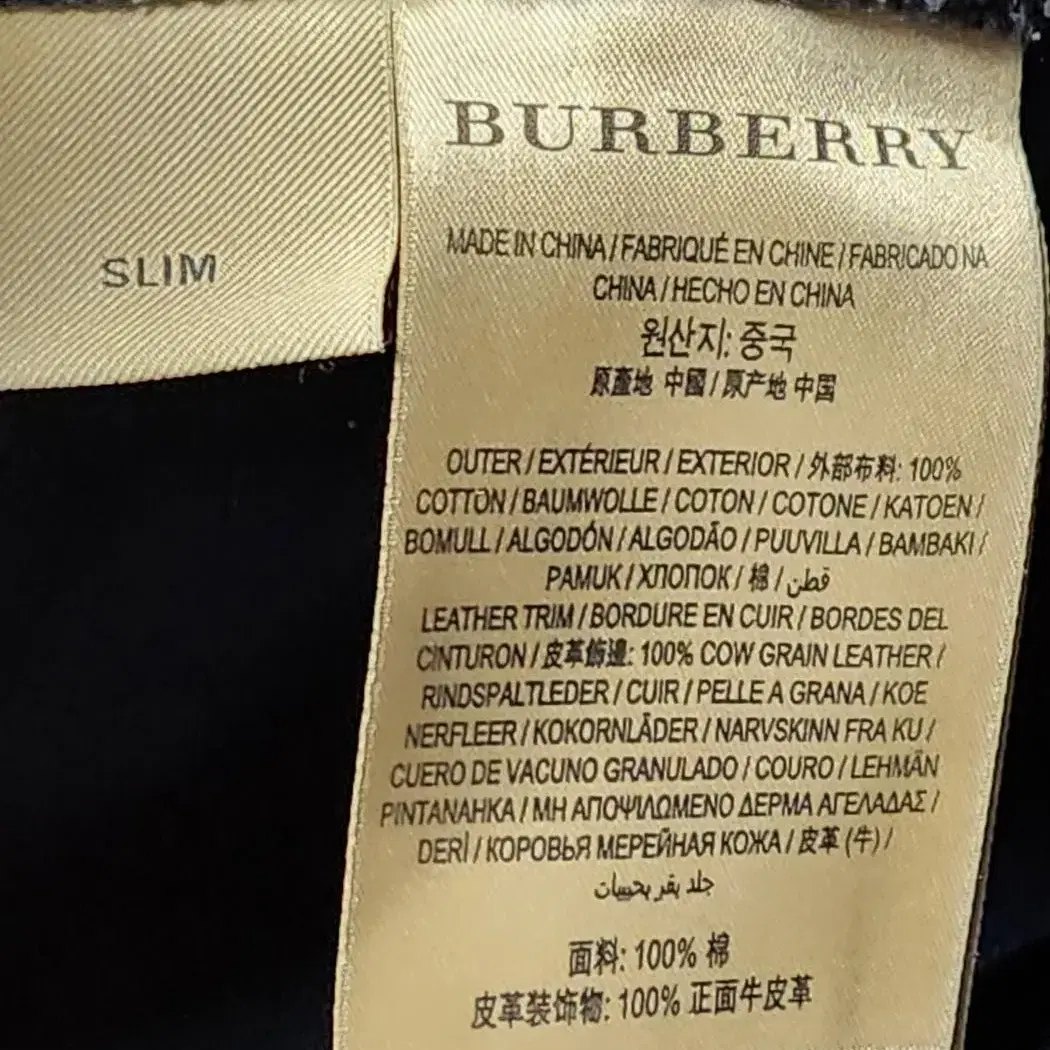 SLIM
BURBERRY
MADE IN CHINA / FABRIQUÉ EN CHINE / FABRICADO NA
CHINA / HECHO EN CHINA
원산지: 중국
原產地 中國 / 原产地 中国
OUTER / EXTÉRIEUR / EXTERIOR / 外部布料: 100%
COTTON / BAUMWOLLE / COTON / COTONE / KATOEN /
BOMULL / ALGODÓN / ALGODÃO / PUUVILLA / BAMBAKI /
PAMUK / ХЛОПОК / 棉 / قطن
LEATHER TRIM / BORDURE EN CUIR / BORDES DEL
CINTURON / 皮革飾邊: 100% COW GRAIN LEATHER /
RINDSPALTLEDER / CUIR / PELLE A GRANA / KOE
NERFLEER / KOKORNLÄDER / NARVSKINN FRA KU /
CUERO DE VACUNO GRANULADO / COURO / LEHMÄN
PINTANAHKA / ΜΗ ΑΠΟΨΙΛΩΜΕΝΟ ΔΕΡΜΑ ΑΓΕΛΑΔΑΣ /
DERİ / КОРОВЬЯ МЕРЕЙНАЯ КОЖА / 皮革 (牛) /
جلد بقر بحبيبات
面料: 100% 棉
皮革装饰物: 100% 正面牛皮革